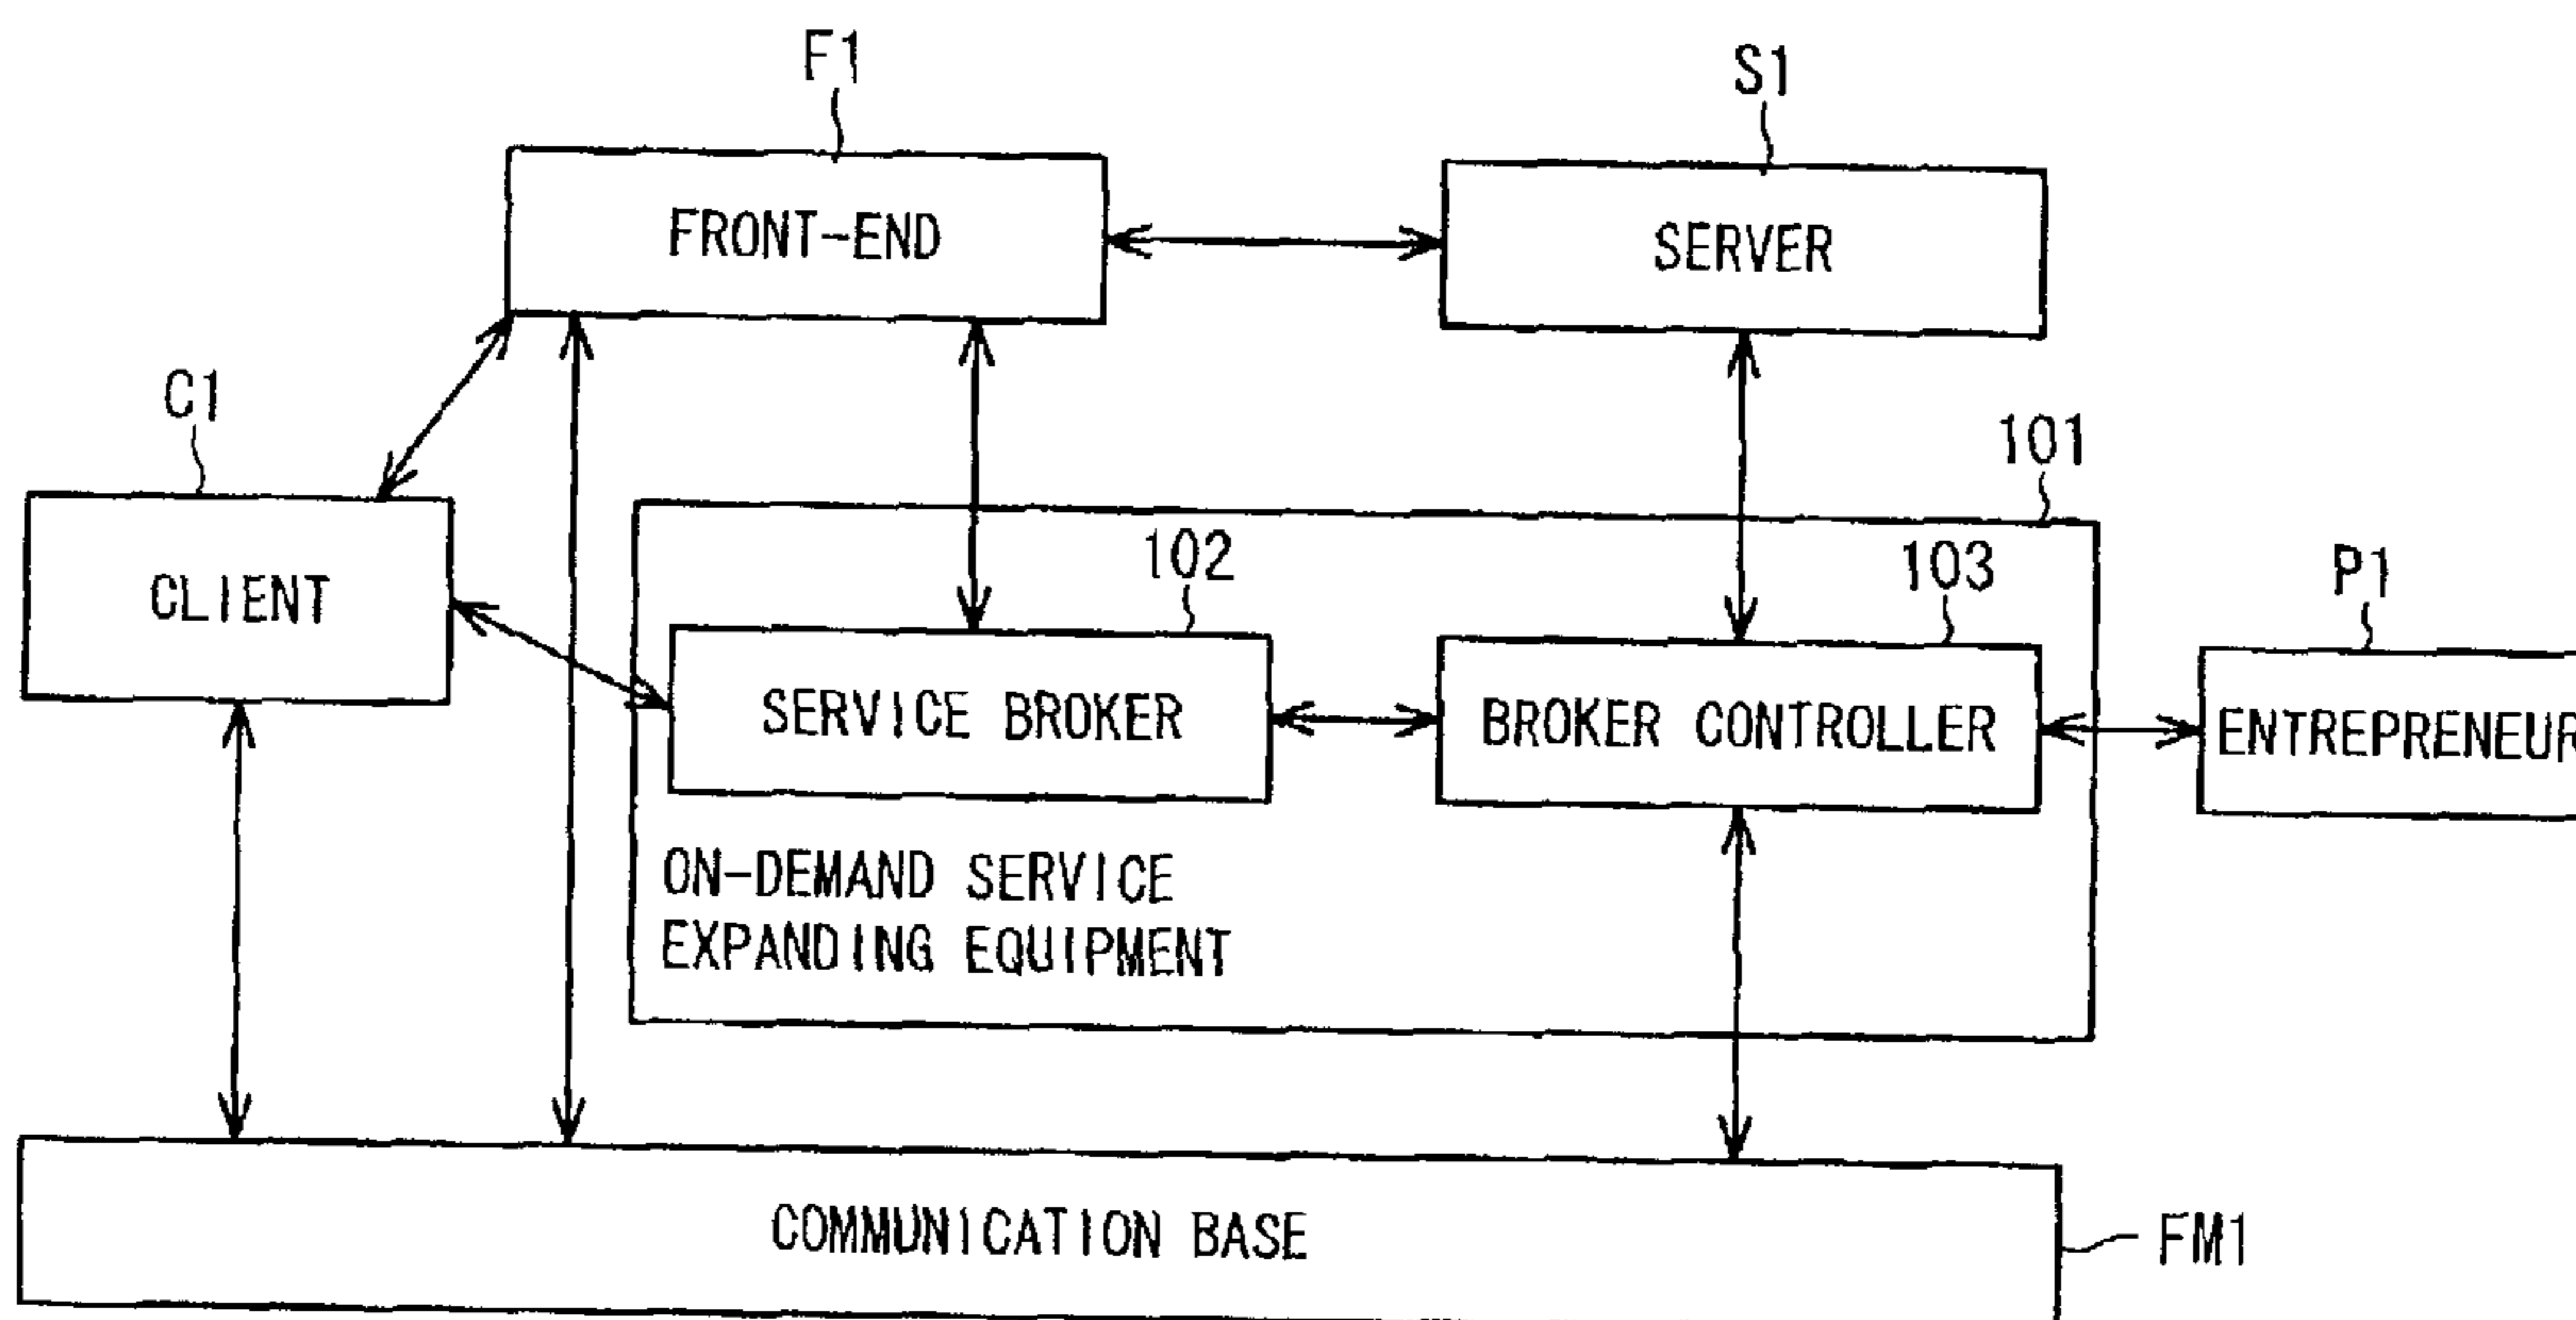 F1
S1
FRONT-END
SERVER
C1
101
CLIENT
102
103
P1
SERVICE BROKER
BROKER CONTROLLER
ENTREPRENEUR
ON-DEMAND SERVICE
EXPANDING EQUIPMENT
COMMUNICATION BASE
FM1